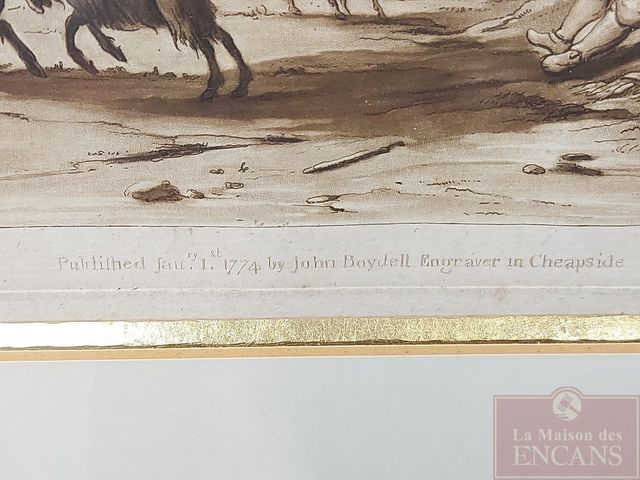 Publiſhed Jan.ry 1.st 1774 by John Boydell Engraver in Cheapside
La Maison des
ENCANS